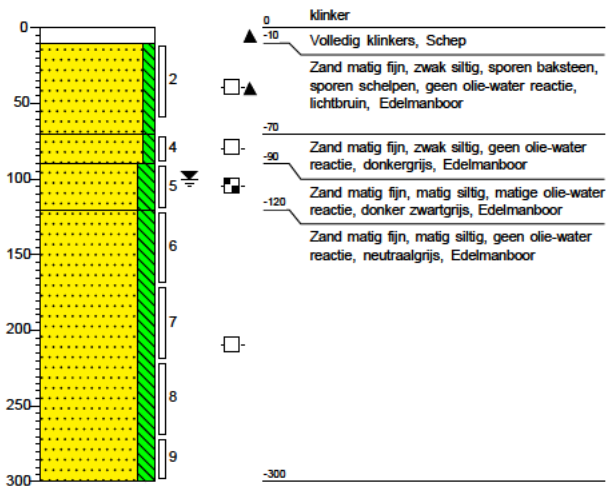 0
50
100
150
200
250
300
2
4
5
6
7
8
9
0
klinker
-10
Volledig klinkers, Schep
Zand matig fijn, zwak siltig, sporen baksteen,
sporen schelpen, geen olie-water reactie,
lichtbruin, Edelmanboor
-70
Zand matig fijn, zwak siltig, geen olie-water
reactie, donkergrijs, Edelmanboor
-90
Zand matig fijn, matig siltig, matige olie-water
reactie, donker zwartgrijs, Edelmanboor
-120
Zand matig fijn, matig siltig, geen olie-water
reactie, neutraalgrijs, Edelmanboor
-300